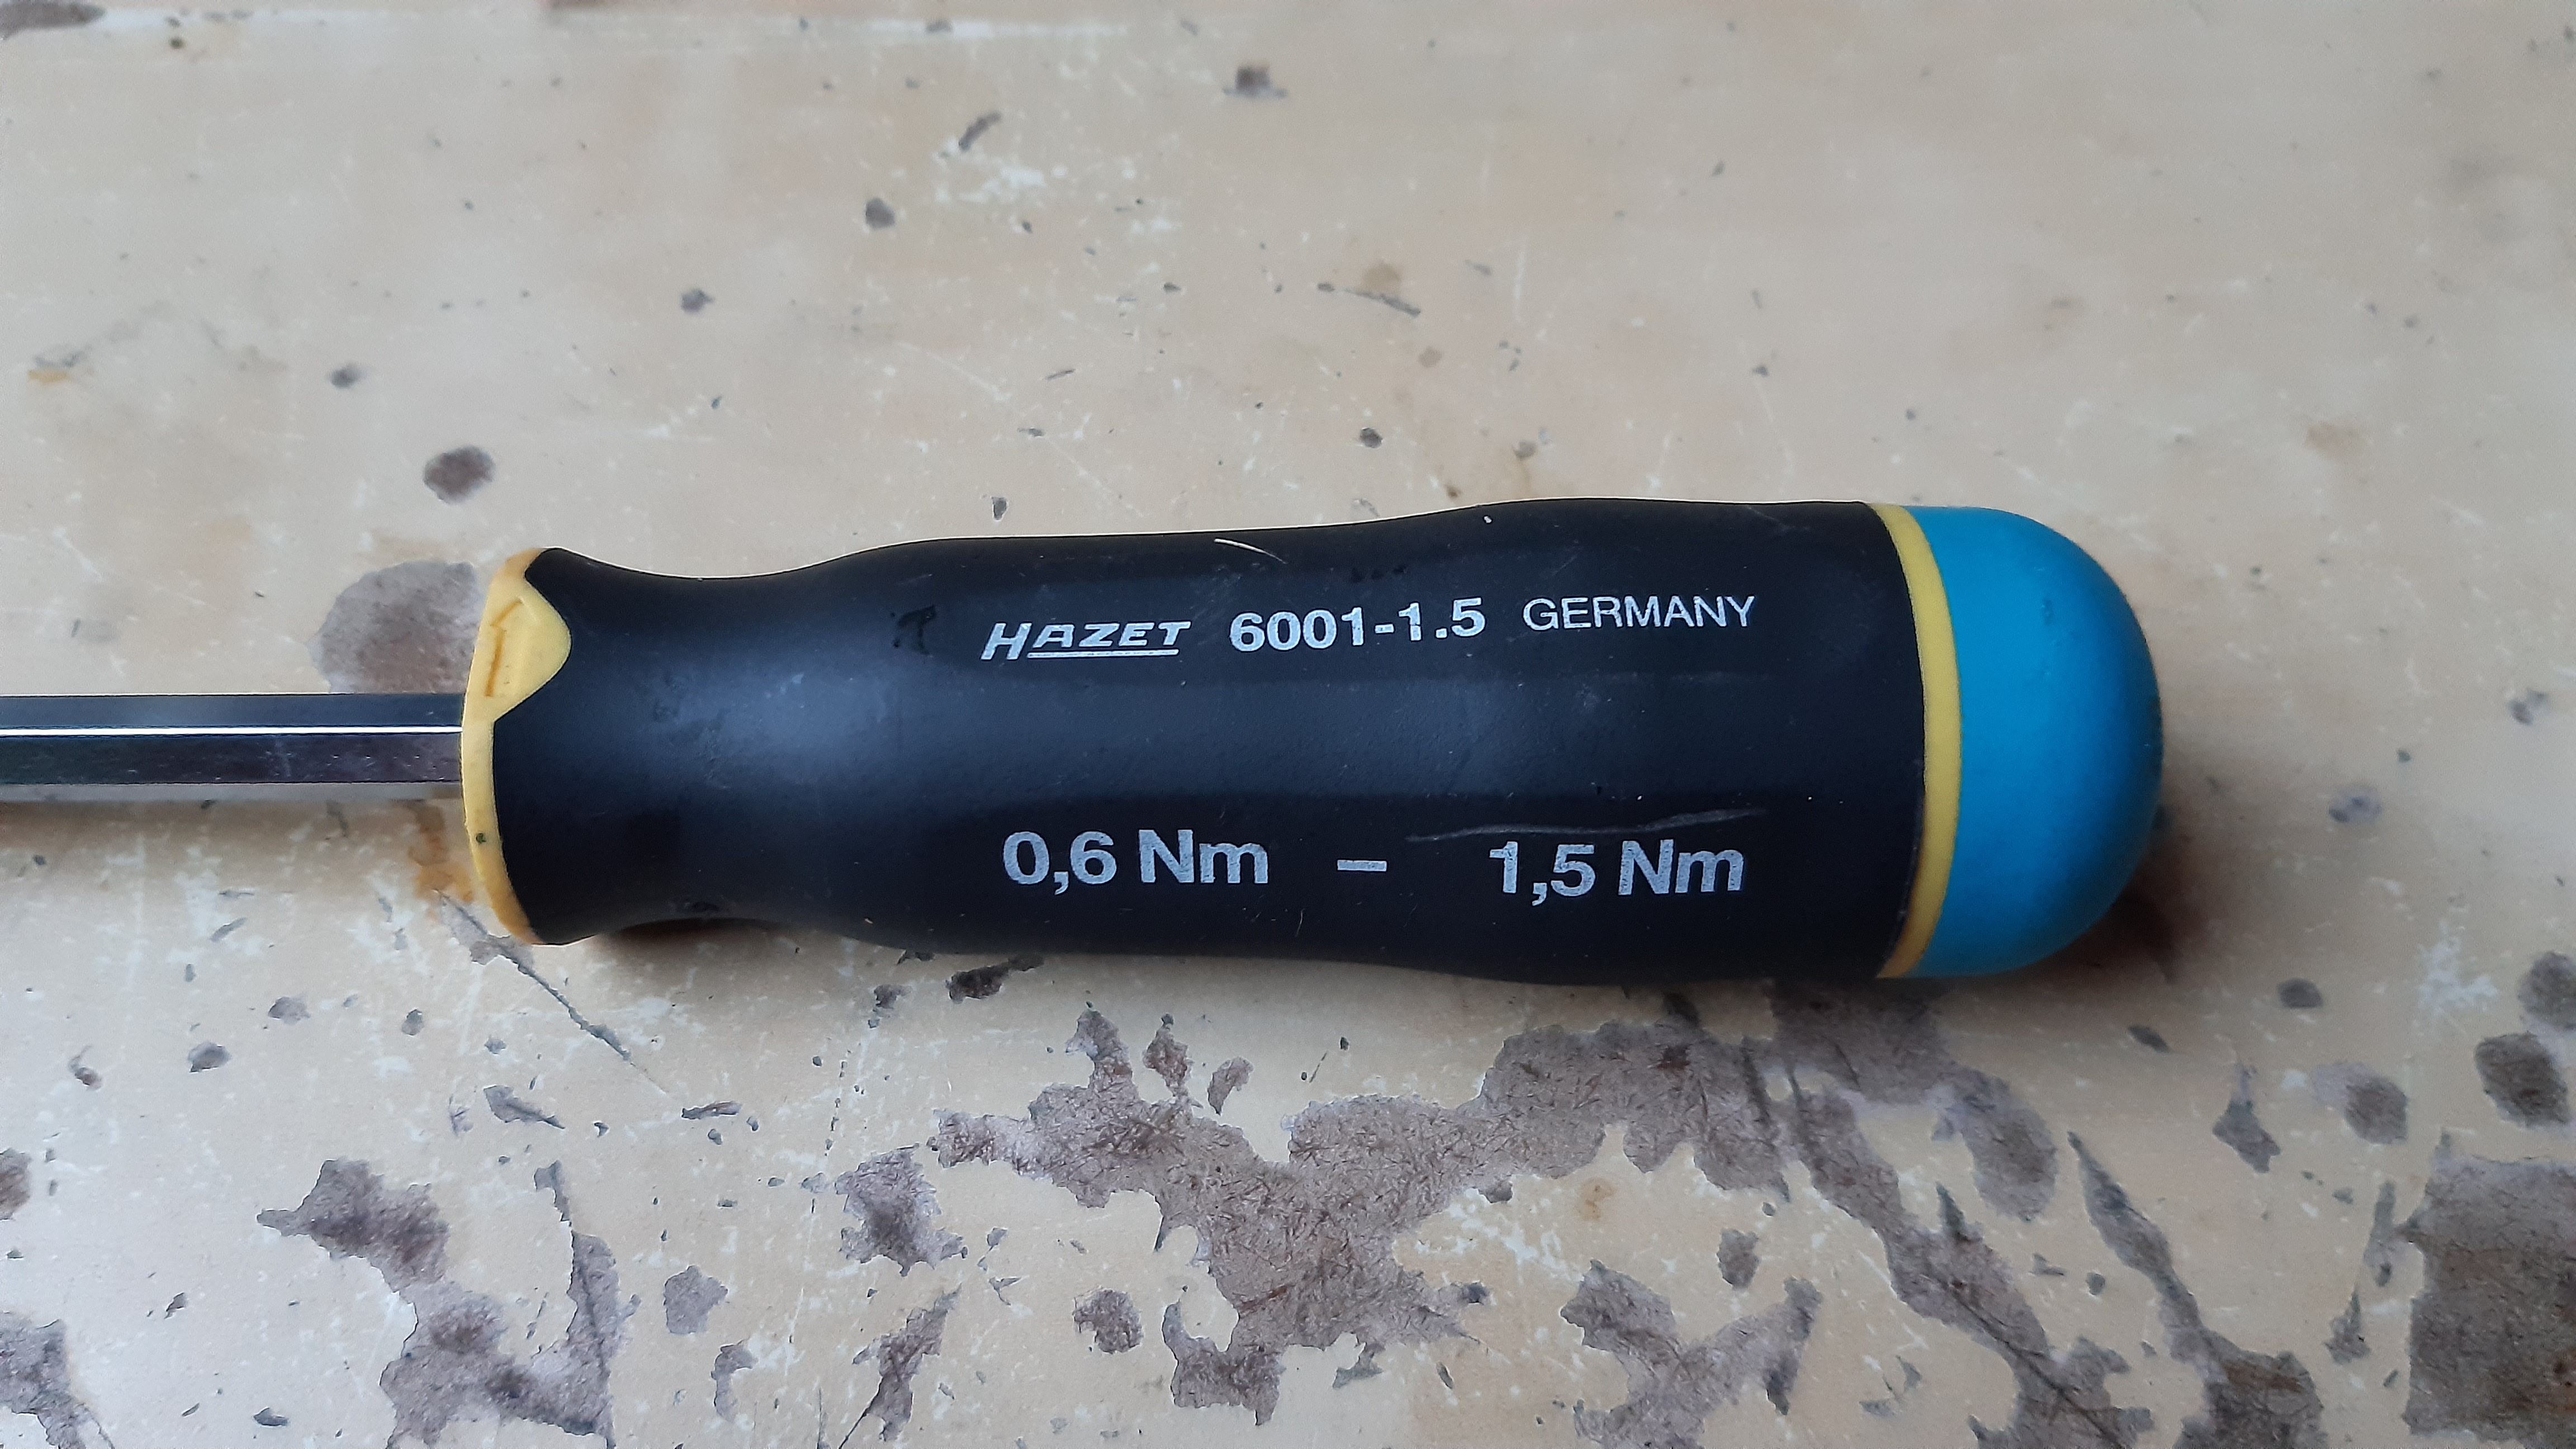 HAZET 6001-1.5 GERMANY
0,6 Nm – 1,5 Nm